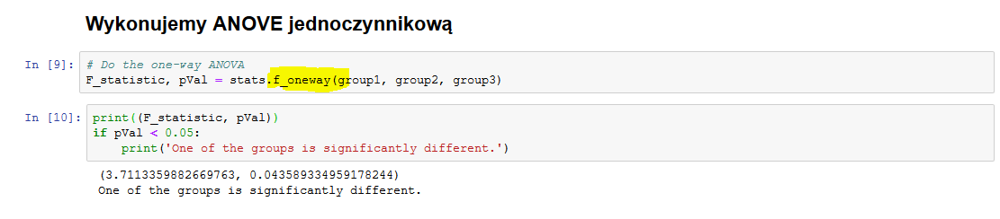 Wykonujemy ANOVE jednoczynnikową
In [9]: # Do the one-way ANOVA
F_statistic, pVal = stats.f_oneway(group1, group2, group3)
In [10]: print((F_statistic, pVal))
if pVal < 0.05:
    print('One of the groups is significantly different.')
(3.7113359882669763, 0.043589334959178244)
One of the groups is significantly different.